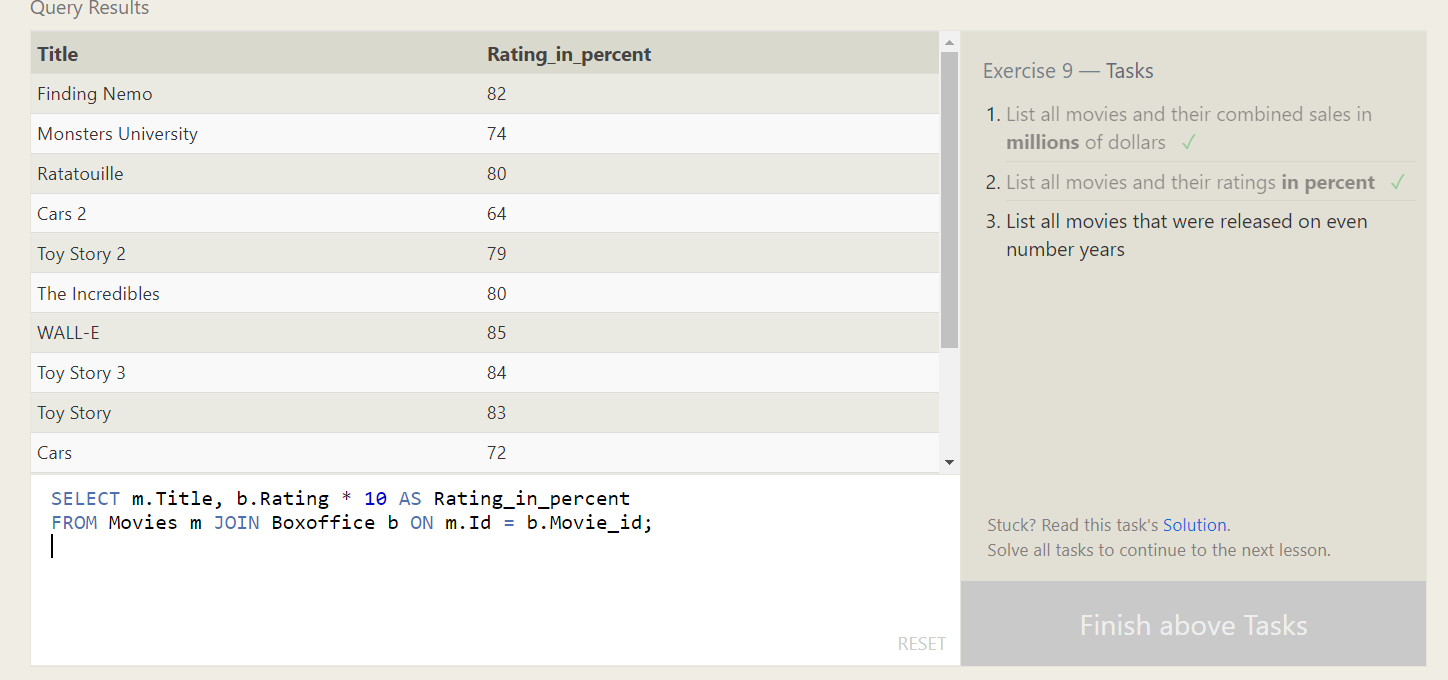 Query Results
Title Rating_in_percent
Finding Nemo 82
Monsters University 74
Ratatouille 80
Cars 2 64
Toy Story 2 79
The Incredibles 80
WALL-E 85
Toy Story 3 84
Toy Story 83
Cars 72
SELECT m.Title, b.Rating * 10 AS Rating_in_percent
FROM Movies m JOIN Boxoffice b ON m.Id = b.Movie_id;
RESET
Exercise 9 — Tasks
1. List all movies and their combined sales in
millions of dollars ✓
2. List all movies and their ratings in percent ✓
3. List all movies that were released on even
number years
Stuck? Read this task's Solution.
Solve all tasks to continue to the next lesson.
Finish above Tasks